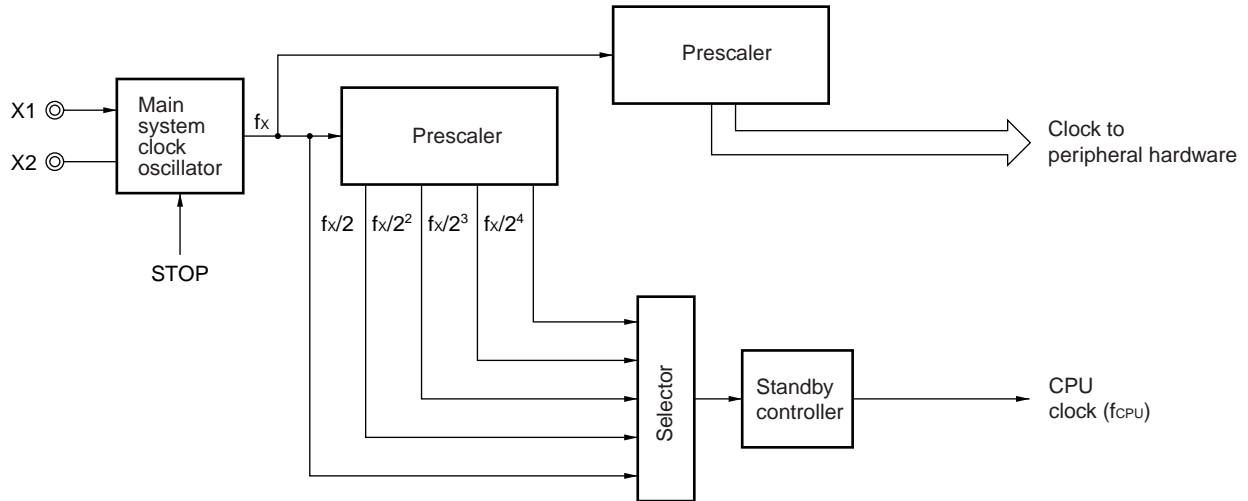 Prescaler
X1
Main
system
clock
oscillator
fX
Prescaler
Clock to
peripheral hardware
X2
fX/2
fX/2²
fX/2³
fX/2⁴
STOP
Selector
Standby
controller
CPU
clock (fCPU)